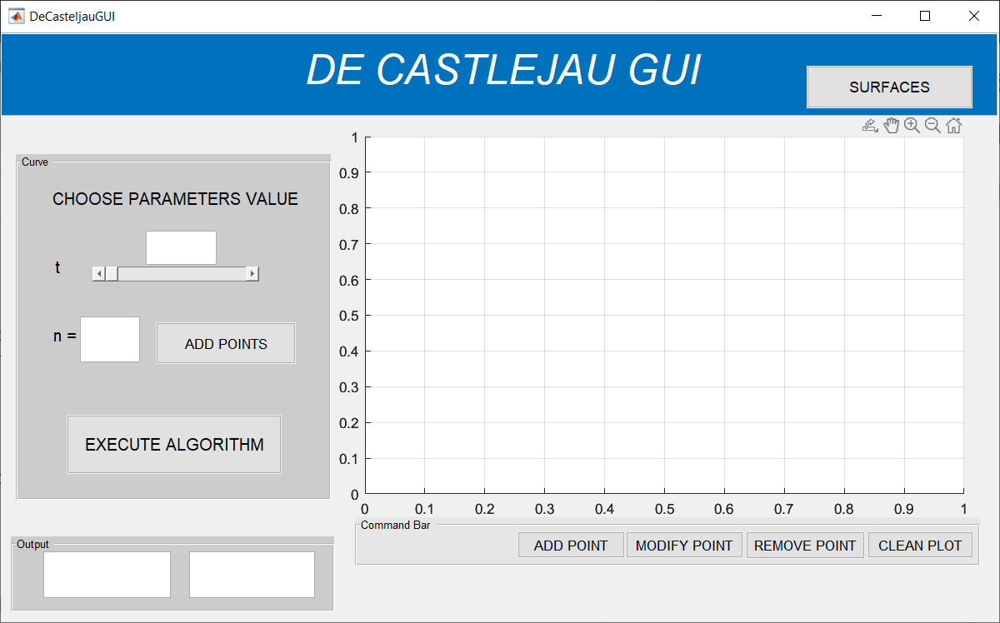 DeCasteljauGUI
DE CASTLEJAU GUI
SURFACES
Curve
CHOOSE PARAMETERS VALUE
t
n =
ADD POINTS
EXECUTE ALGORITHM
Output
1
0.9
0.8
0.7
0.6
0.5
0.4
0.3
0.2
0.1
0
0 0.1 0.2 0.3 0.4 0.5 0.6 0.7 0.8 0.9 1
Command Bar
ADD POINT MODIFY POINT REMOVE POINT CLEAN PLOT